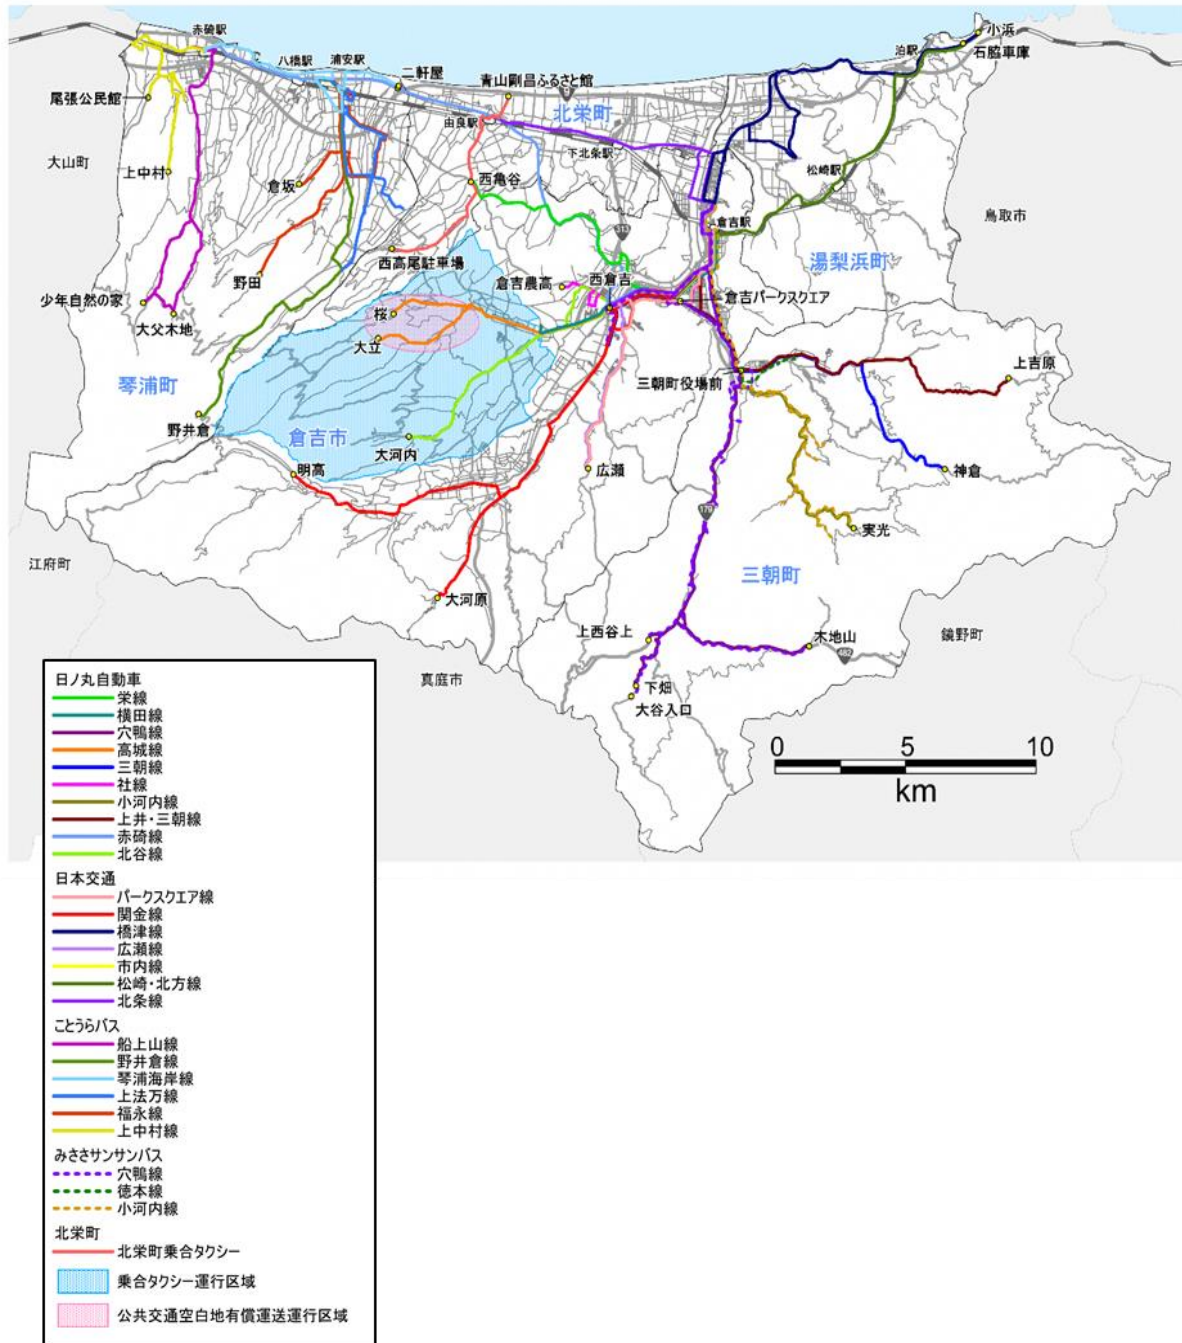 赤碕駅
小浜
泊駅
石脇車庫
八橋駅
浦安駅
二軒屋
青山剛昌ふるさと館
9
尾張公民館
由良駅
北栄町
大山町
上中村
下北条駅
松崎駅
倉坂
西亀谷
鳥取市
倉吉駅
313
西高尾駐車場
野田
倉吉農高
西倉吉
湯梨浜町
少年自然の家
桜
倉吉パークスクエア
大父木地
大立
琴浦町
三朝町役場前
上吉原
野井倉
倉吉市
大河内
明高
広瀬
神倉
179
実光
江府町
三朝町
大河原
上西谷上
木地山
鏡野町
482
真庭市
下畑
大谷入口
0 5 10
km
日ノ丸自動車
栄線
横田線
穴鴨線
高城線
三朝線
社線
小河内線
上井・三朝線
赤碕線
北谷線
日本交通
パークスクエア線
関金線
橋津線
広瀬線
市内線
松崎・北方線
北条線
ことうらバス
船上山線
野井倉線
琴浦海岸線
上法万線
福永線
上中村線
みささサンサンバス
穴鴨線
徳本線
小河内線
北栄町
北栄町乗合タクシー
乗合タクシー運行区域
公共交通空白地有償運送運行区域